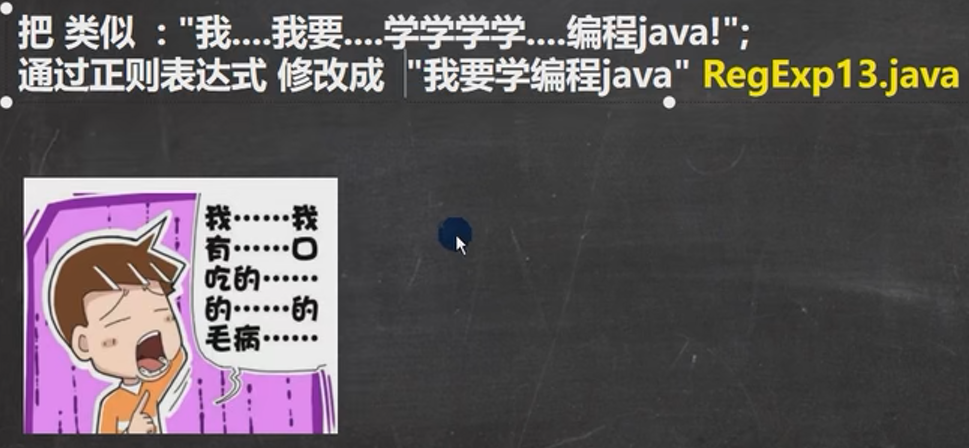 把 类似 ："我....我要....学学学学....编程java!";
通过正则表达式 修改成 "我要学编程java" RegExp13.java
我……我
有……口
吃的……
的……的
毛病……